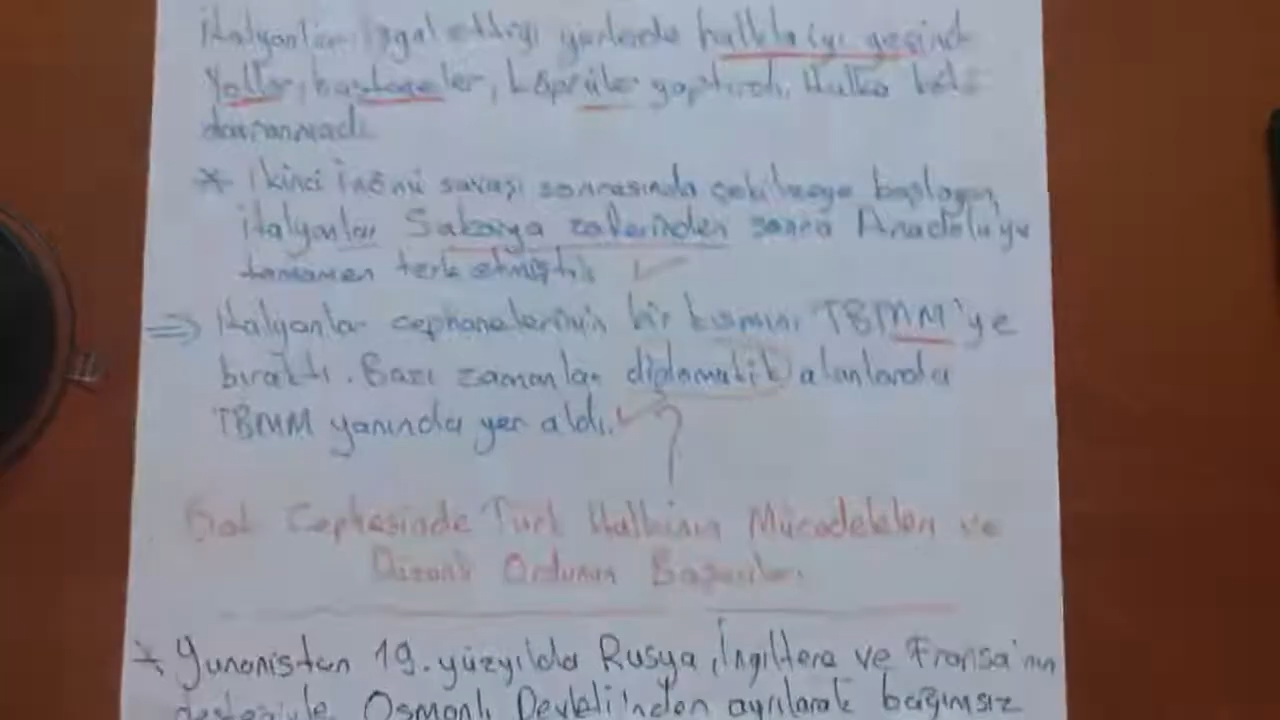 İtalyanlar işgal ettiği yerlerde halkla iyi geçindi
Yollar, hastaneler, köprüler yaptırdı. Halka kötü
davranmadı.
* İkinci İnönü savaşı sonrasında çekilmeye başlayan,
İtalyanlar Sakarya zaferinden sonra Anadolu'yu
tamamen terk etmiştir.
⇒ İtalyanlar cephanelerinin bir kısmını TBMM'ye
bıraktı. Bazı zamanlar diplomatik alanlarda
TBMM yanında yer aldı.
Batı Cephesinde Türk Halkının Mücadeleleri ve
Düzenli Ordunun Başarıları
* Yunanistan 19. yüzyılda Rusya, İngiltere ve Fransa'nın
desteğiyle Osmanlı Devleti'nden ayrılarak bağımsız